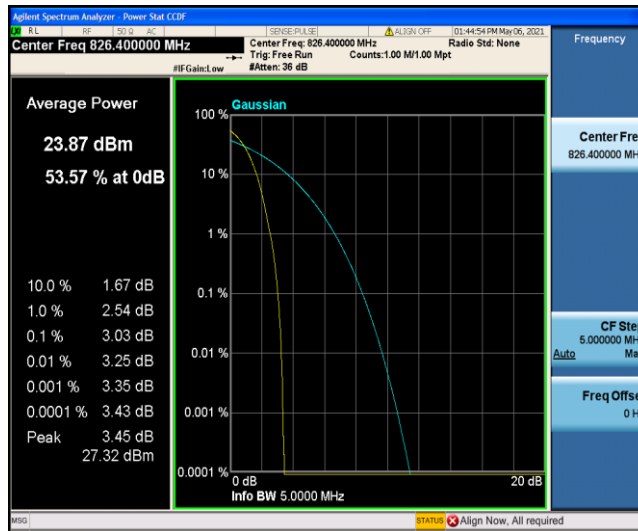 Agilent Spectrum Analyzer - Power Stat CCDF
RL RF 50 Ω AC SENSE:PULSE ALIGN OFF 01:44:54 PM May 06, 2021
Center Freq 826.400000 MHz
Center Freq: 826.400000 MHz Radio Std: None
Trig: Free Run Counts:1.00 M/1.00 Mpt
#IFGain:Low #Atten: 36 dB
Frequency
Average Power
23.87 dBm
53.57 % at 0dB
10.0 % 1.67 dB
1.0 % 2.54 dB
0.1 % 3.03 dB
0.01 % 3.25 dB
0.001 % 3.35 dB
0.0001 % 3.43 dB
Peak 3.45 dB
27.32 dBm
Gaussian
100 %
10 %
1 %
0.1 %
0.01 %
0.001 %
0.0001 %
0 dB 20 dB
Info BW 5.0000 MHz
Center Fre
826.400000 MH
CF Ste
5.000000 MH
Auto Ma
Freq Offse
0 H
MSG STATUS Align Now, All required